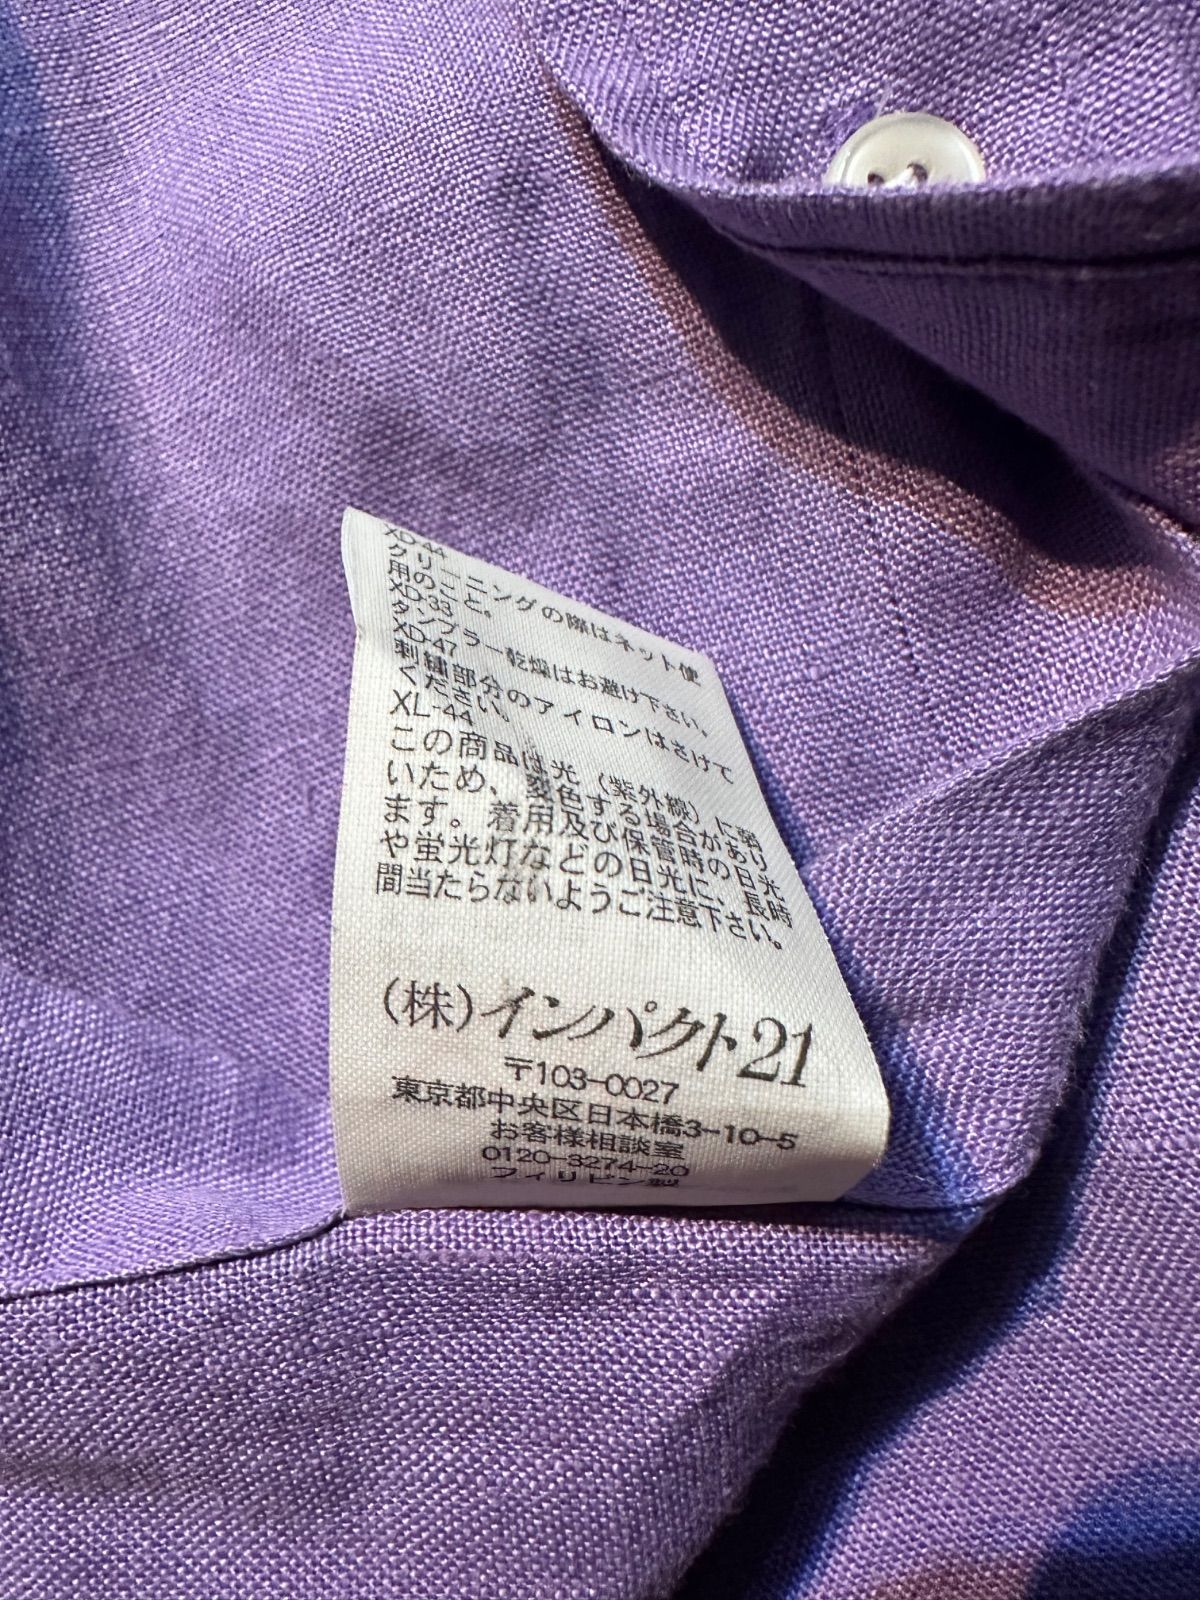 XD-44
クリーニングの際はネット使
用のこと。
XD-33
タンブラー乾燥はお避け下さい。
XD-47
刺繍部分のアイロンはさけて
ください。
XL-44
この商品は光（紫外線）に弱
いため、変色する場合があり
ます。着用及び保管時の日光
や蛍光灯などの日光に、長時
間当たらないようご注意下さい。
(株)インパクト21
〒103-0027
東京都中央区日本橋3-10-5
お客様相談室
0120-3274-20
フィリピン製